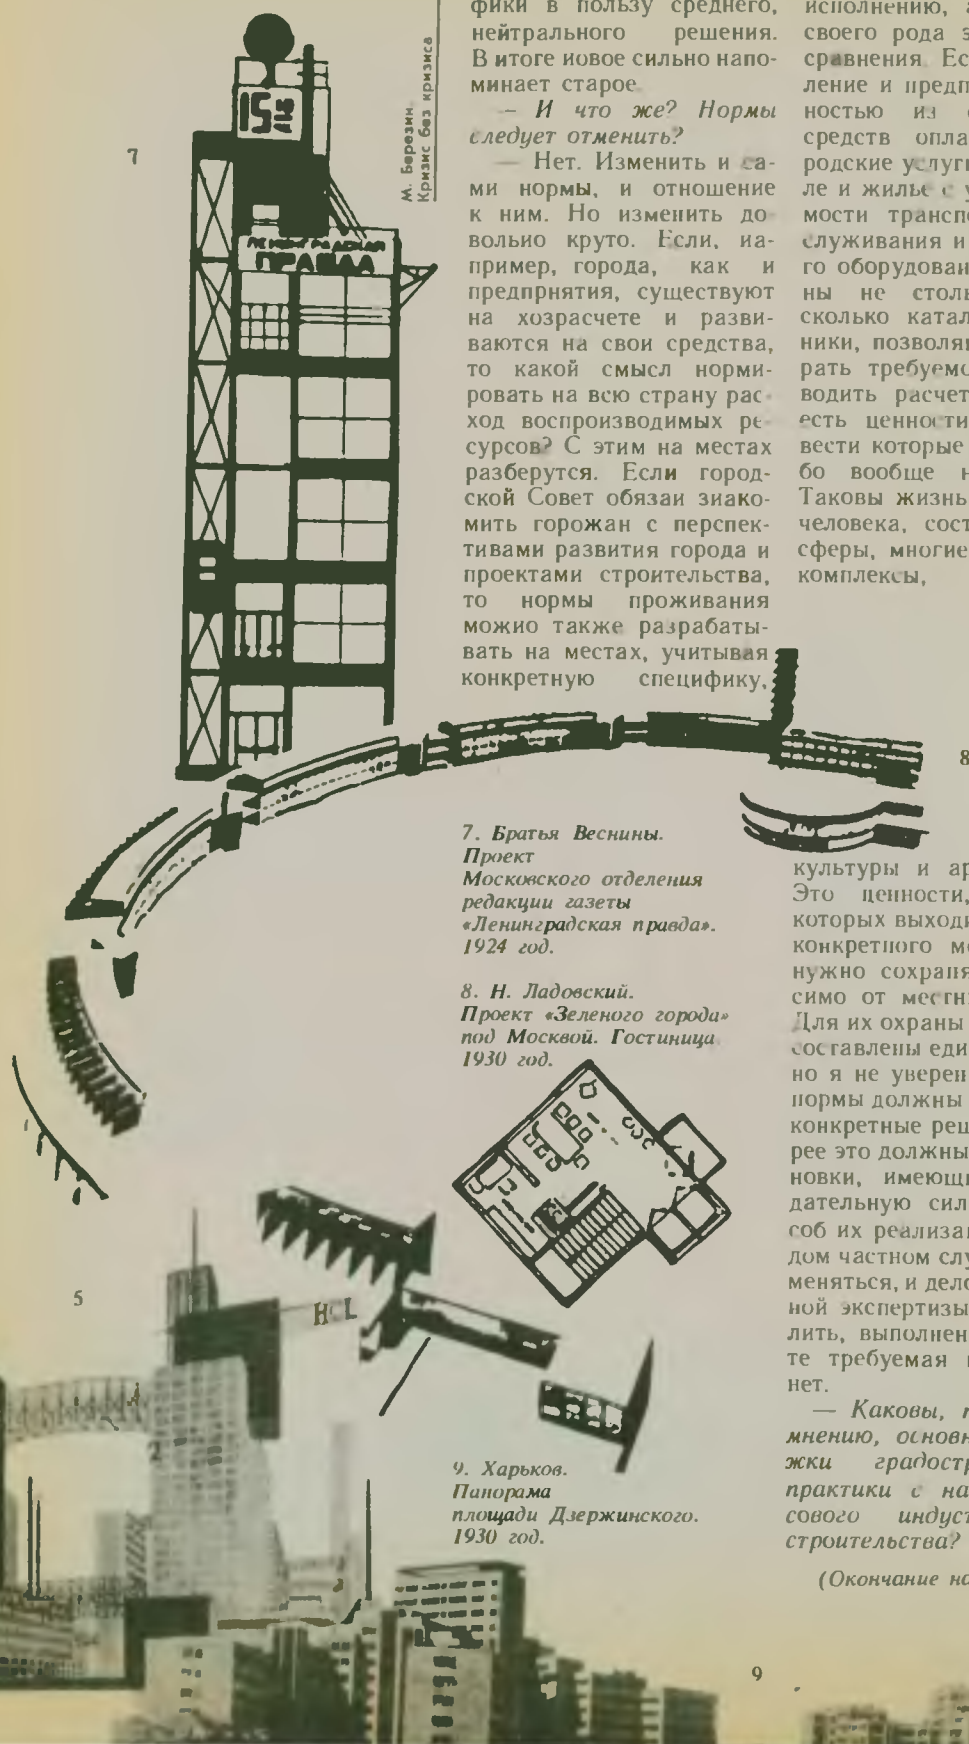 фики в пользу среднего,
нейтрального решения.
В итоге новое сильно напо-
минает старое.
— И что же? Нормы
следует отменить?
— Нет. Изменить и са-
ми нормы, и отношение
к ним. Но изменить до-
вольно круто. Если, на-
пример, города, как и
предприятия, существуют
на хозрасчете и разви-
ваются на свои средства,
то какой смысл норми-
ровать на всю страну рас-
ход воспроизводимых ре-
сурсов? С этим на местах
разберутся. Если город-
ской Совет обязан знако-
мить горожан с перспек-
тивами развития города и
проектами строительства,
то нормы проживания
можно также разрабаты-
вать на местах, учитывая
конкретную специфику,
исполнению,
своего рода
сравнения. Ес
ление и предп
ностью из
средств опла
родские услуги
ле и жилье с у
мости трансп
служивания и
го оборудован
ны не столь
сколько катал
ники, позволя
рать требуемо
водить расчет
есть ценности
вести которые
бо вообще н
Таковы жизнь
человека, сост
сферы, многие
комплексы,
культуры и ар
Это ценности,
которых выходи
конкретного м
нужно сохраня
симо от местн
Для их охраны
составлены еди
но я не уверен
нормы должны
конкретные реш
рее это должны
новки, имеющи
дательную сил
соб их реализа
дом частном слу
меняться, и дело
ной экспертизы
лить, выполнен
те требуемая
нет.
— Каковы, п
мнению, основн
жки градостр
практики с на
сового индуст
строительства?
(Окончание на
М. Березин.
Кризис без кризиса
7
15
ЛЕНИНГРАДСКАЯ
ПРАВДА
8
7. Братья Веснины.
Проект
Московского отделения
редакции газеты
«Ленинградская правда».
1924 год.
8. Н. Ладовский.
Проект «Зеленого города»
под Москвой. Гостиница
1930 год.
5
9. Харьков.
Панорама
площади Дзержинского.
1930 год.
9